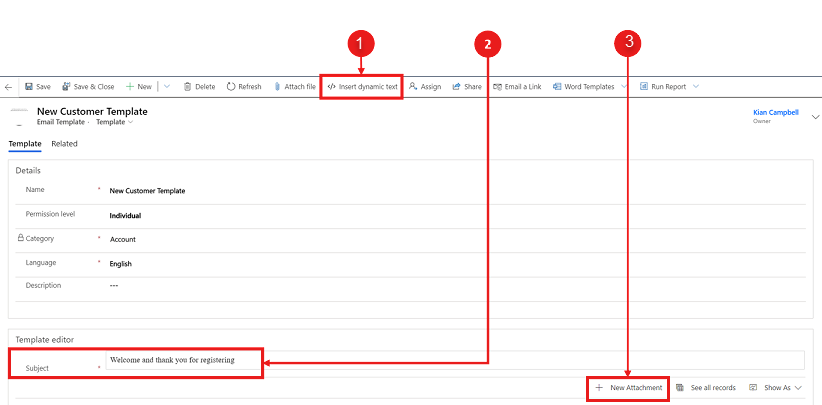 1 2 3
Save Save & Close New Delete Refresh Attach file Insert dynamic text Assign Share Email a Link Word Templates Run Report
New Customer Template
Email Template · Template
Kian Campbell
Owner
Template Related
Details
Name * New Customer Template
Permission level Individual
Category * Account
Language * English
Description ---
Template editor
Welcome and thank you for registering
Subject *
+ New Attachment See all records Show As